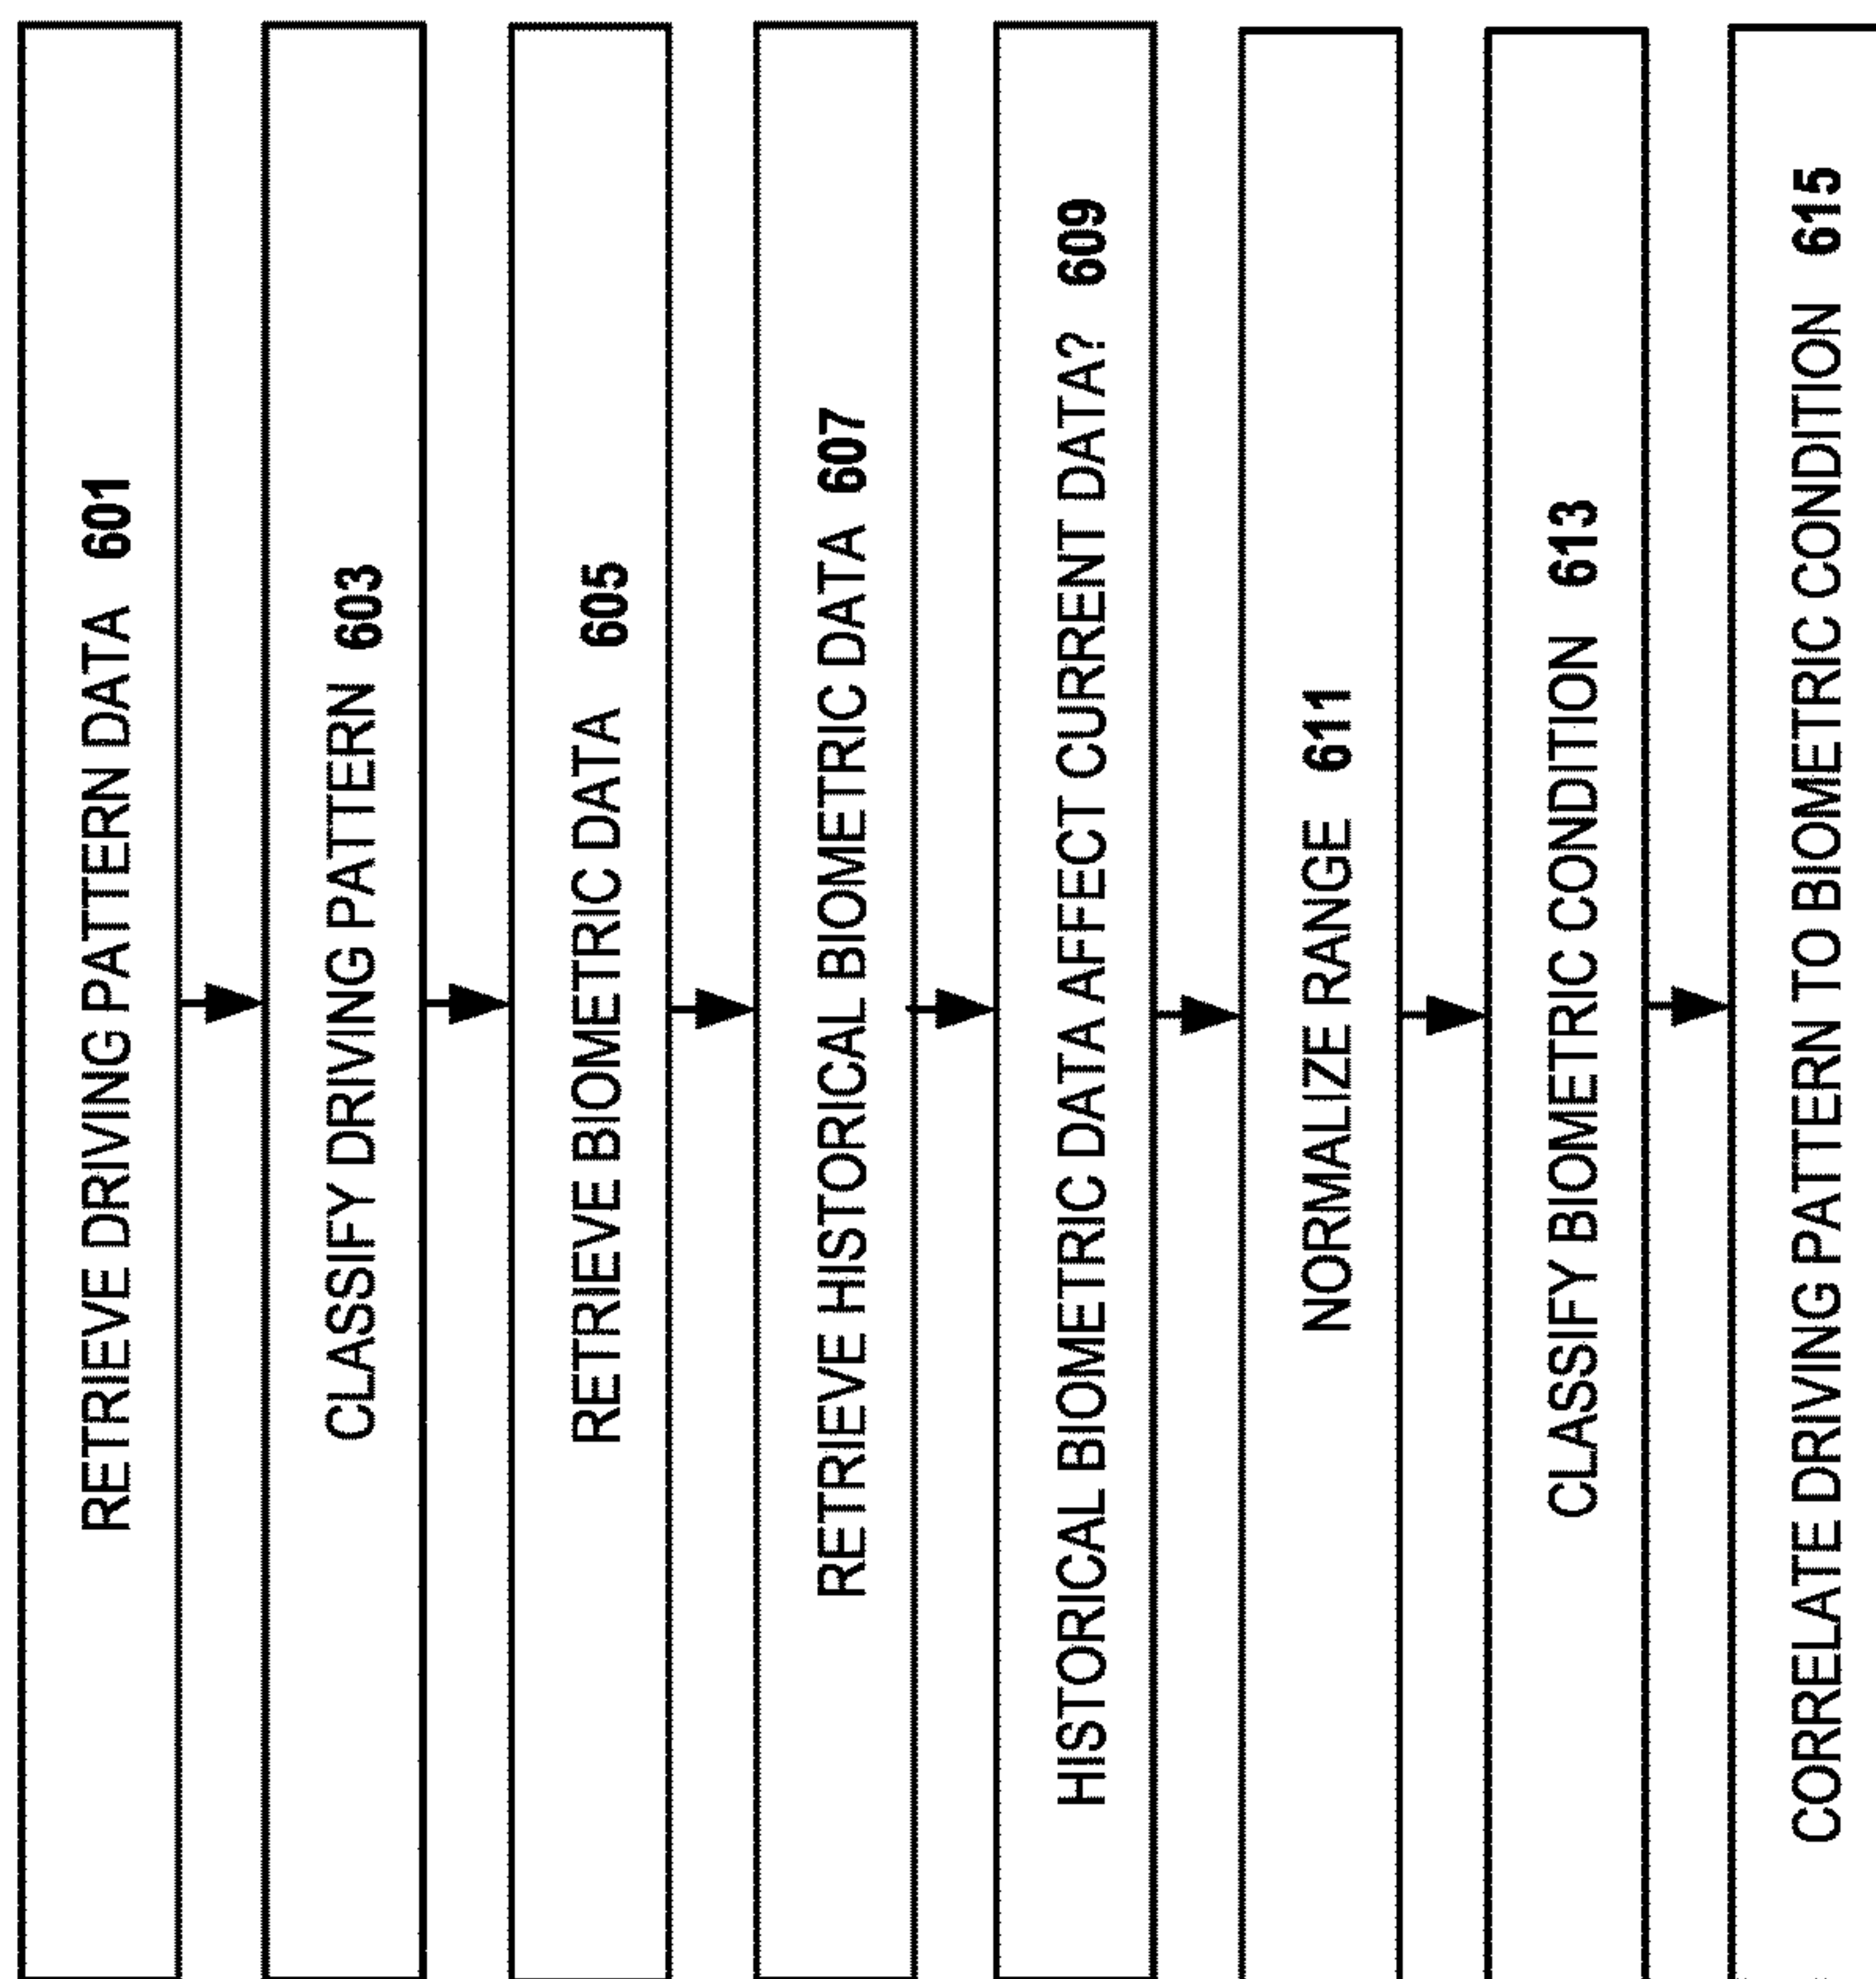 RETRIEVE DRIVING PATTERN DATA 601
CLASSIFY DRIVING PATTERN 603
RETRIEVE BIOMETRIC DATA 605
RETRIEVE HISTORICAL BIOMETRIC DATA 607
HISTORICAL BIOMETRIC DATA AFFECT CURRENT DATA? 609
NORMALIZE RANGE 611
CLASSIFY BIOMETRIC CONDITION 613
CORRELATE DRIVING PATTERN TO BIOMETRIC CONDITION 615